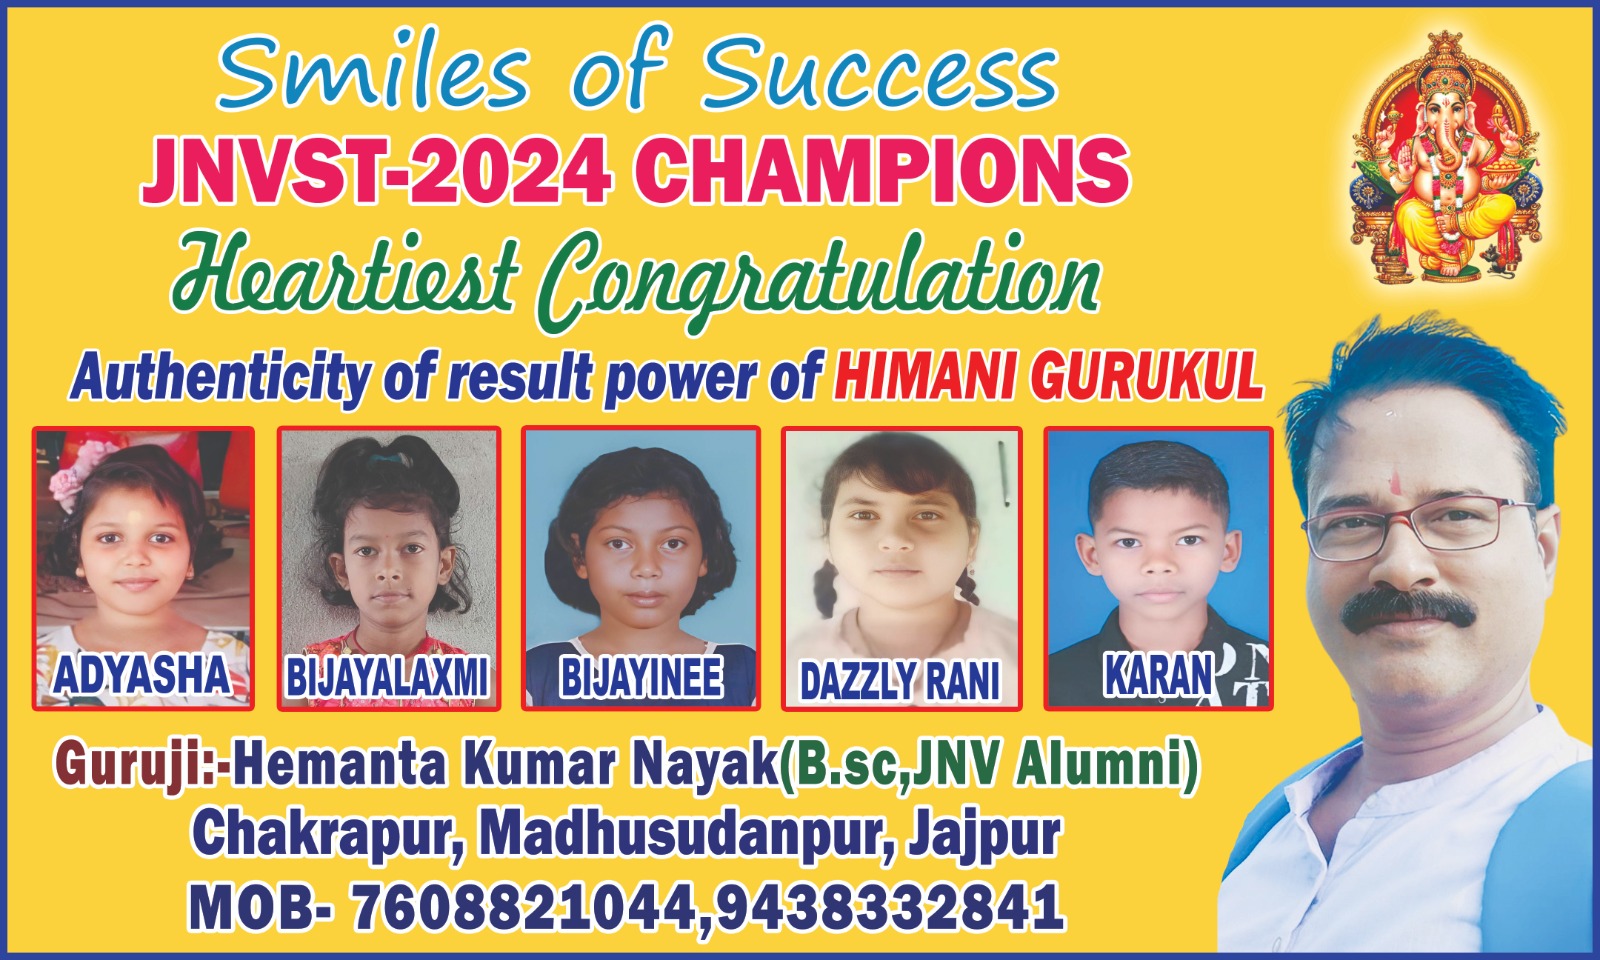 Smiles of Success
JNVST-2024 CHAMPIONS
Heartiest Congratulation
Authenticity of result power of HIMANI GURUKUL
ADYASHA
BIJAYALAXMI
BIJAYINEE
DAZZLY RANI
KARAN
Guruji:-Hemanta Kumar Nayak(B.sc,JNV Alumni)
Chakrapur, Madhusudanpur, Jajpur
MOB- 7608821044,9438332841